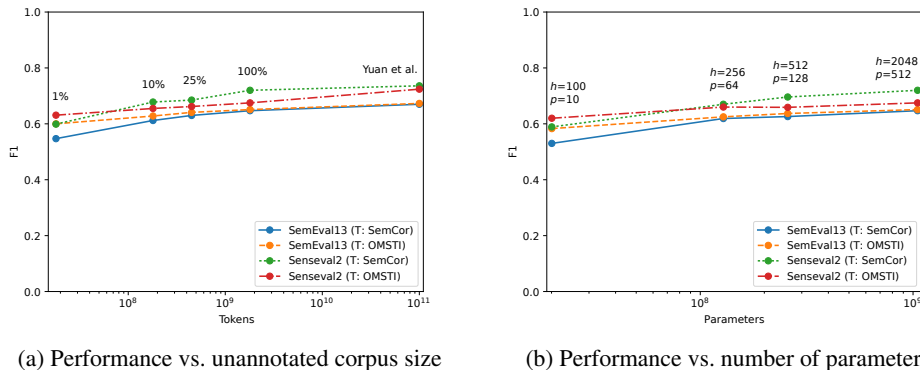 1.0
0.8
0.6
0.4
0.2
0.0
F1
1%
10%
25%
100%
Yuan et al.
SemEval13 (T: SemCor)
SemEval13 (T: OMSTI)
Senseval2 (T: SemCor)
Senseval2 (T: OMSTI)
10^8
10^9
10^10
10^11
Tokens
(a) Performance vs. unannotated corpus size
1.0
0.8
0.6
0.4
0.2
0.0
F1
h=100
p=10
h=256
p=64
h=512
p=128
h=2048
p=512
SemEval13 (T: SemCor)
SemEval13 (T: OMSTI)
Senseval2 (T: SemCor)
Senseval2 (T: OMSTI)
10^8
10^9
Parameters
(b) Performance vs. number of parameter